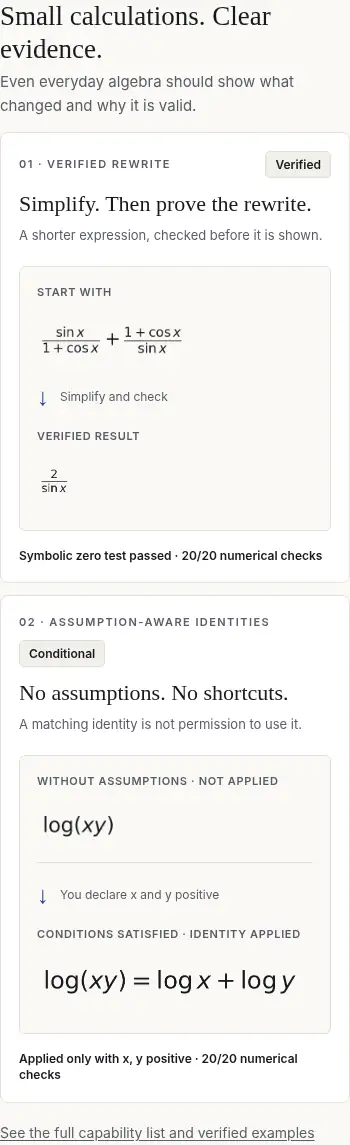 Small calculations. Clear
evidence.
Even everyday algebra should show what
changed and why it is valid.
01 · VERIFIED REWRITE
Verified
Simplify. Then prove the rewrite.
A shorter expression, checked before it is shown.
START WITH
sin x / (1 + cos x) + (1 + cos x) / sin x
↓ Simplify and check
VERIFIED RESULT
2 / sin x
Symbolic zero test passed · 20/20 numerical checks
02 · ASSUMPTION-AWARE IDENTITIES
Conditional
No assumptions. No shortcuts.
A matching identity is not permission to use it.
WITHOUT ASSUMPTIONS · NOT APPLIED
log(xy)
↓ You declare x and y positive
CONDITIONS SATISFIED · IDENTITY APPLIED
log(xy) = log x + log y
Applied only with x, y positive · 20/20 numerical
checks
See the full capability list and verified examples